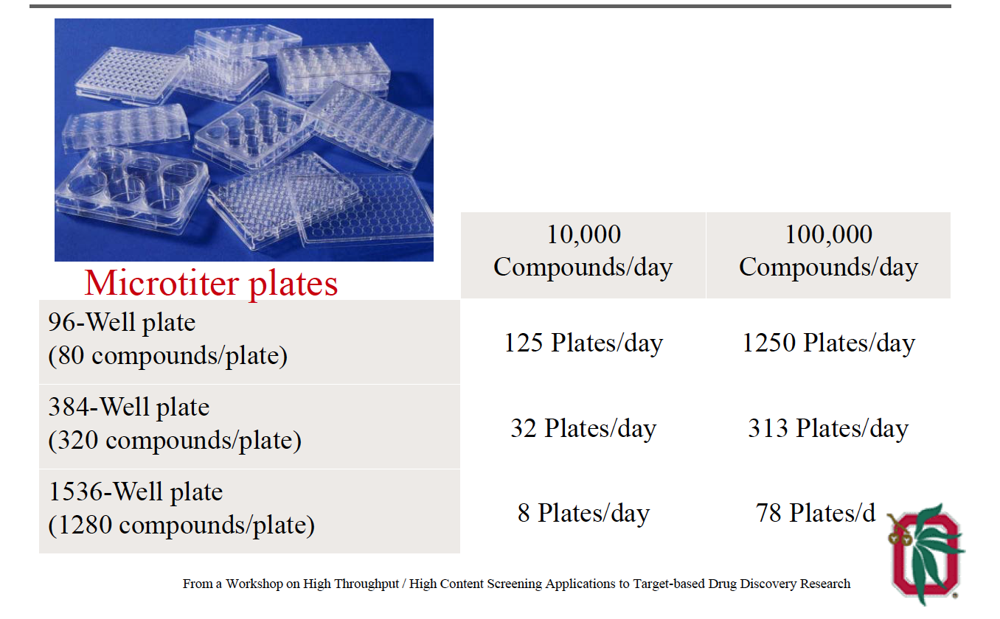 10,000
Compounds/day
100,000
Compounds/day
Microtiter plates
96-Well plate
(80 compounds/plate)
125 Plates/day
1250 Plates/day
384-Well plate
(320 compounds/plate)
32 Plates/day
313 Plates/day
1536-Well plate
(1280 compounds/plate)
8 Plates/day
78 Plates/d
From a Workshop on High Throughput / High Content Screening Applications to Target-based Drug Discovery Research